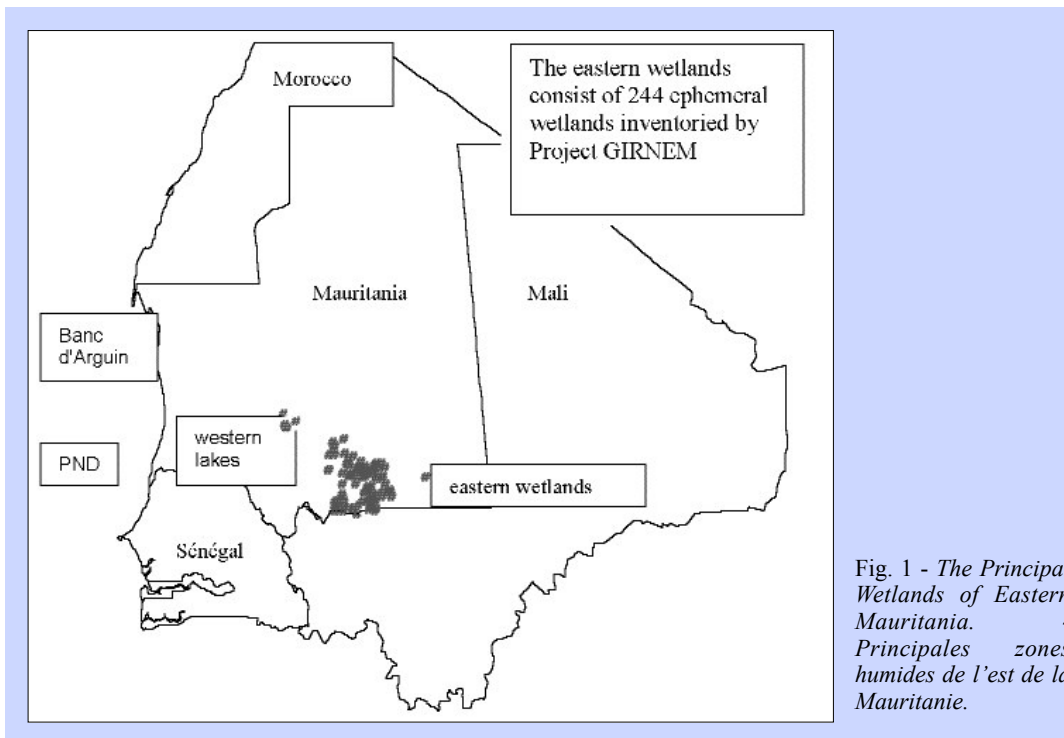 Morocco
The eastern wetlands
consist of 244 ephemeral
wetlands inventoried by
Project GIRNEM
Mauritania
Mali
Banc
d'Arguin
western
lakes
PND
eastern wetlands
Sénégal
Fig. 1 - The Principa
Wetlands of Eastern
Mauritania. -
Principales zones
humides de l'est de la
Mauritanie.